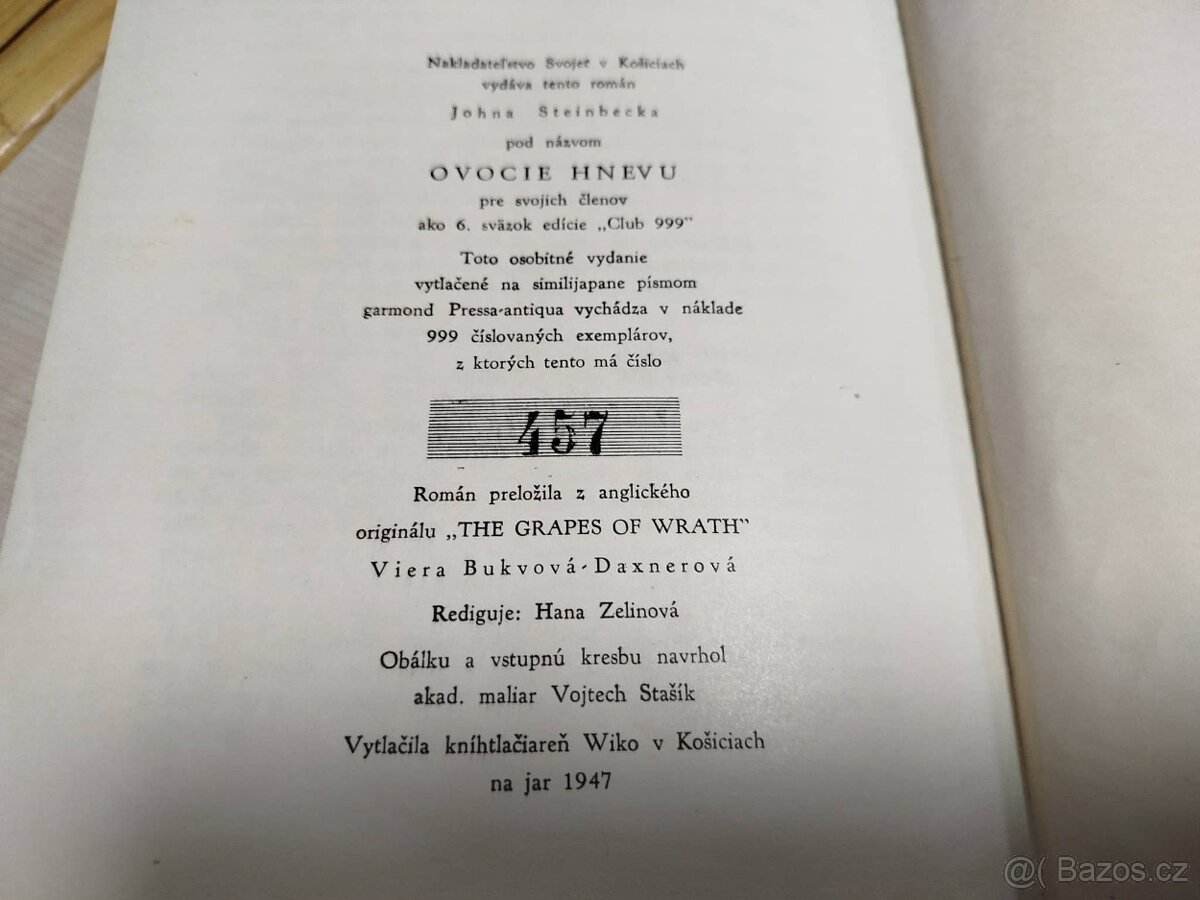 Nakladateľstvo Svojet v Košiciach
vydáva tento román
Johna Steinbecka
pod názvom
OVOCIE HNEVU
pre svojich členov
ako 6. sväzok edície „Club 999"
Toto osobitné vydanie
vytlačené na similijapane písmom
garmond Pressa-antiqua vychádza v náklade
999 číslovaných exemplárov,
z ktorých tento má číslo
457
Román preložila z anglického
originálu „THE GRAPES OF WRATH"
Viera Bukvová-Daxnerová
Rediguje: Hana Zelinová
Obálku a vstupnú kresbu navrhol
akad. maliar Vojtech Stašík
Vytlačila kníhtlačiareň Wiko v Košiciach
na jar 1947
@( Bazos.cz